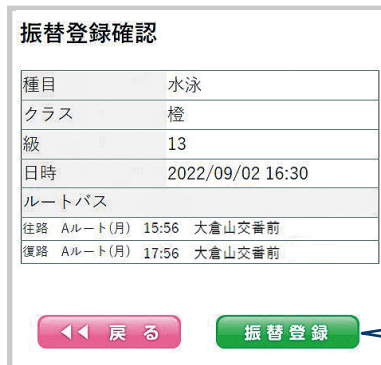 振替登録確認
種目 水泳
クラス 橙
級 13
日時 2022/09/02 16:30
ルートバス
往路 Aルート(月) 15:56 大倉山交番前
復路 Aルート(月) 17:56 大倉山交番前
戻る 振替登録